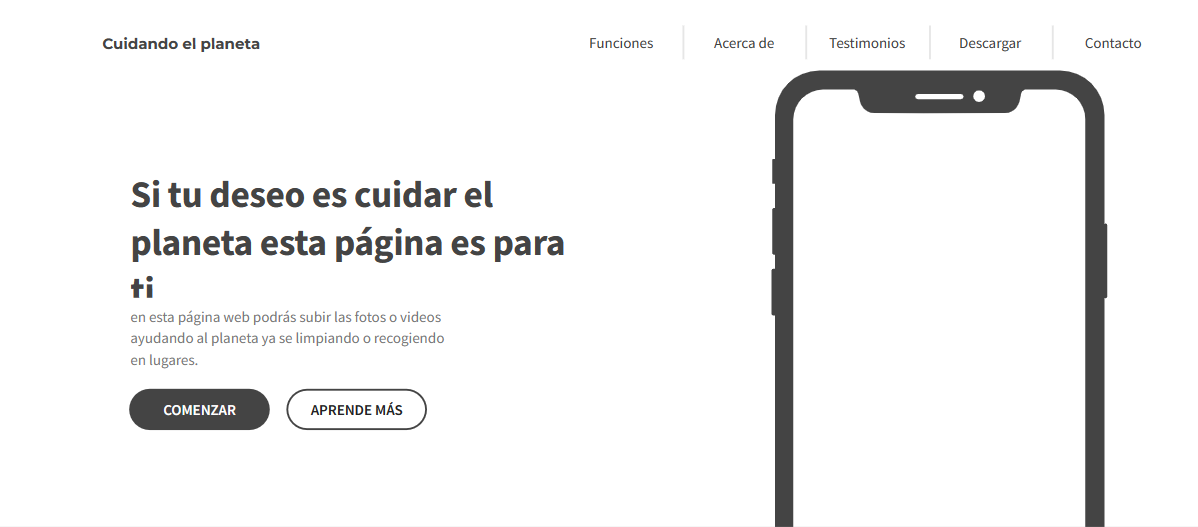 Cuidando el planeta
Funciones
Acerca de
Testimonios
Descargar
Contacto
Si tu deseo es cuidar el
planeta esta página es para
ti
en esta página web podrás subir las fotos o videos
ayudando al planeta ya se limpiando o recogiendo
en lugares.
COMENZAR
APRENDE MÁS